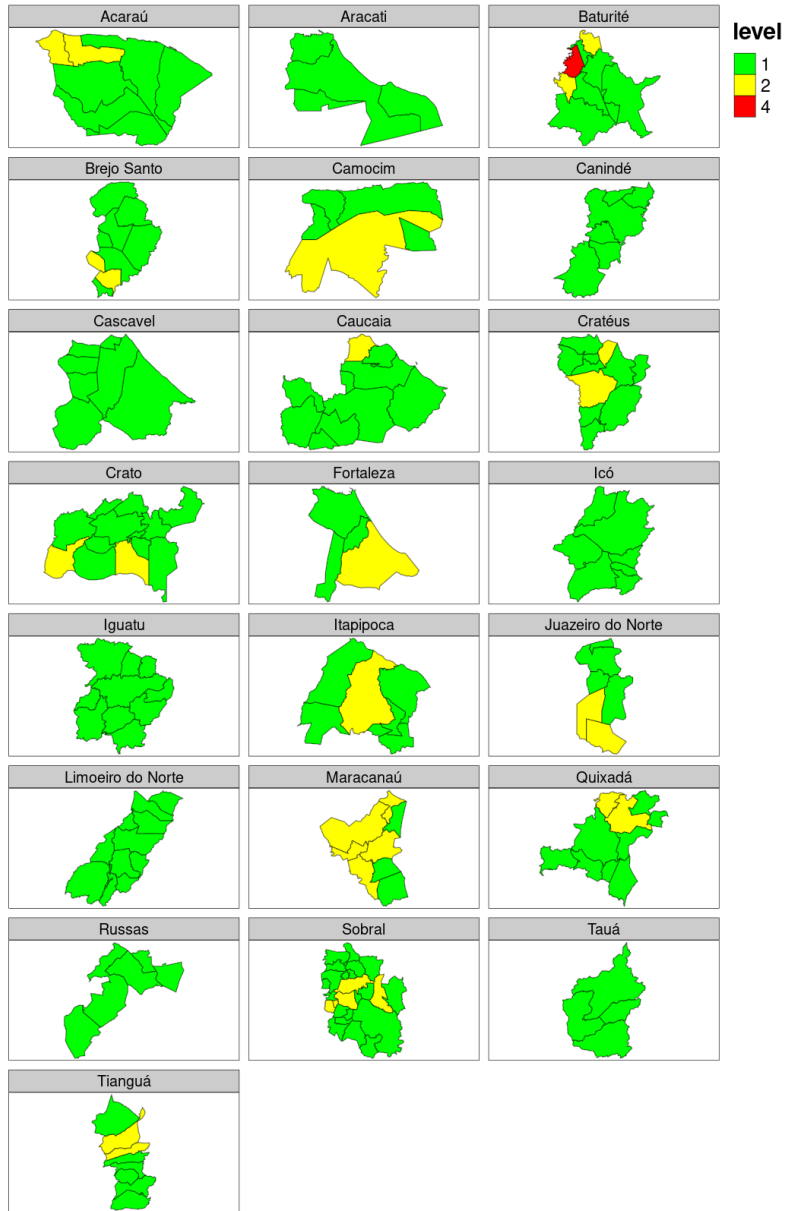 Acaraú
Aracati
Baturité
level
1
2
4
Brejo Santo
Camocim
Canindé
Cascavel
Caucaia
Cratéus
Crato
Fortaleza
Icó
Iguatu
Itapipoca
Juazeiro do Norte
Limoeiro do Norte
Maracanaú
Quixadá
Russas
Sobral
Tauá
Tianguá